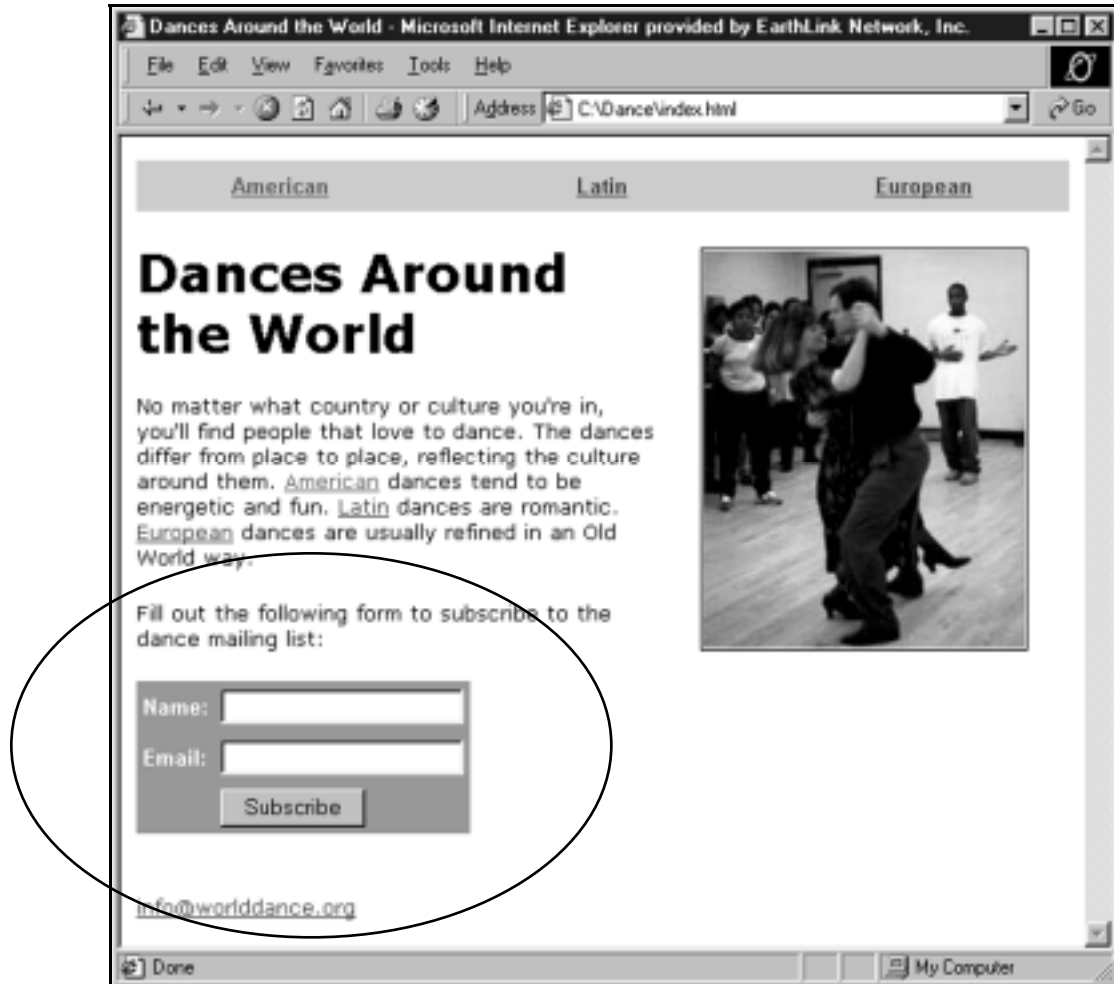 Dances Around the World - Microsoft Internet Explorer provided by EarthLink Network, Inc.
File Edit View Favorites Tools Help
Address C:\Dance\index.html Go
American Latin European
Dances Around
the World
No matter what country or culture you're in,
you'll find people that love to dance. The dances
differ from place to place, reflecting the culture
around them. American dances tend to be
energetic and fun. Latin dances are romantic.
European dances are usually refined in an Old
World way.
Fill out the following form to subscribe to the
dance mailing list:
Name:
Email:
Subscribe
info@worlddance.org
Done My Computer